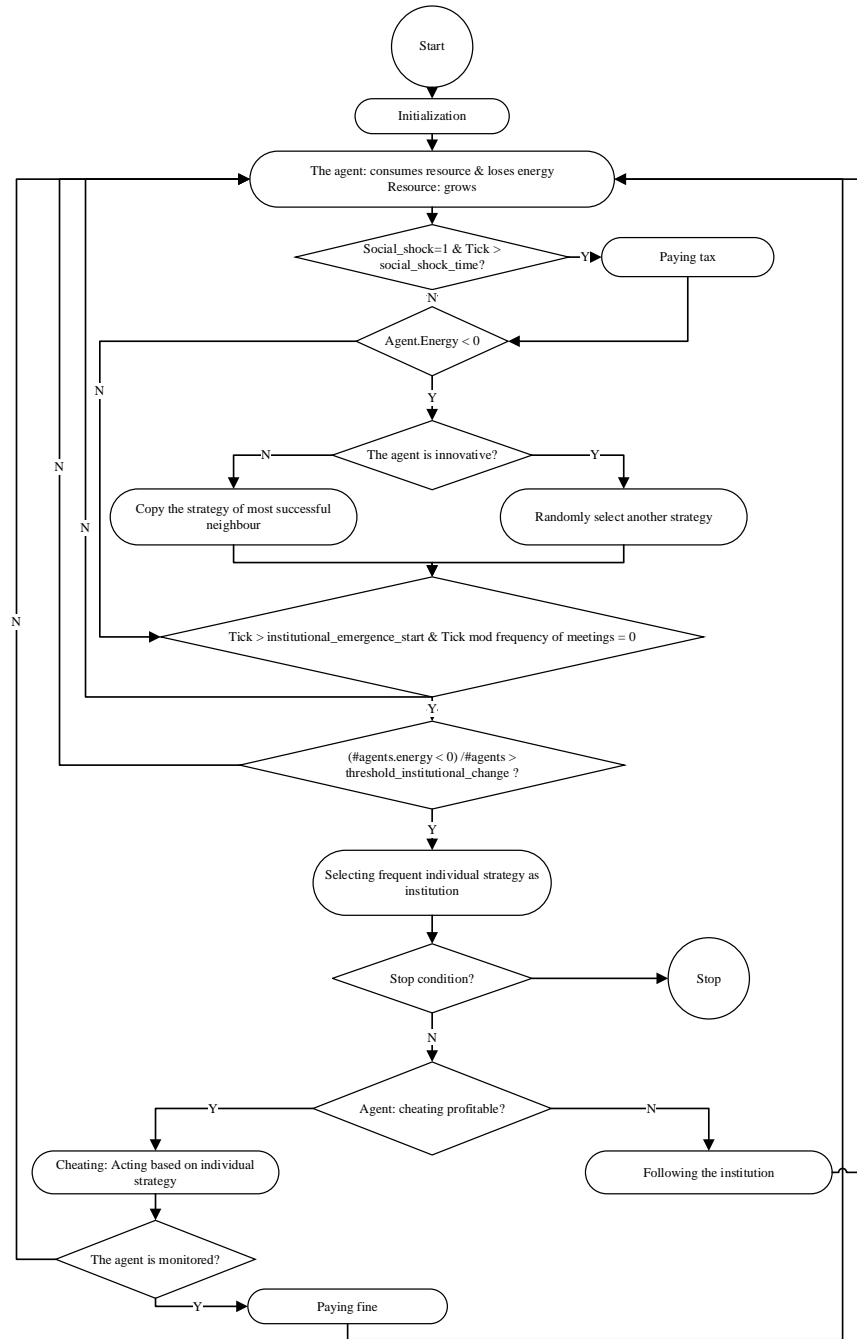 Start
Initialization
The agent: consumes resource & loses energy
Resource: grows
Social_shock=1 & Tick >
social_shock_time?
Y
Paying tax
N
Agent.Energy < 0
N
Y
The agent is innovative?
N
Y
N
Copy the strategy of most successful
neighbour
Randomly select another strategy
N
N
Tick > institutional_emergence_start & Tick mod frequency of meetings = 0
Y
(#agents.energy < 0) /#agents >
threshold_institutional_change ?
Y
Selecting frequent individual strategy as
institution
Stop condition?
Stop
N
Agent: cheating profitable?
Y
N
Cheating: Acting based on individual
strategy
Following the institution
The agent is monitored?
Y
Paying fine